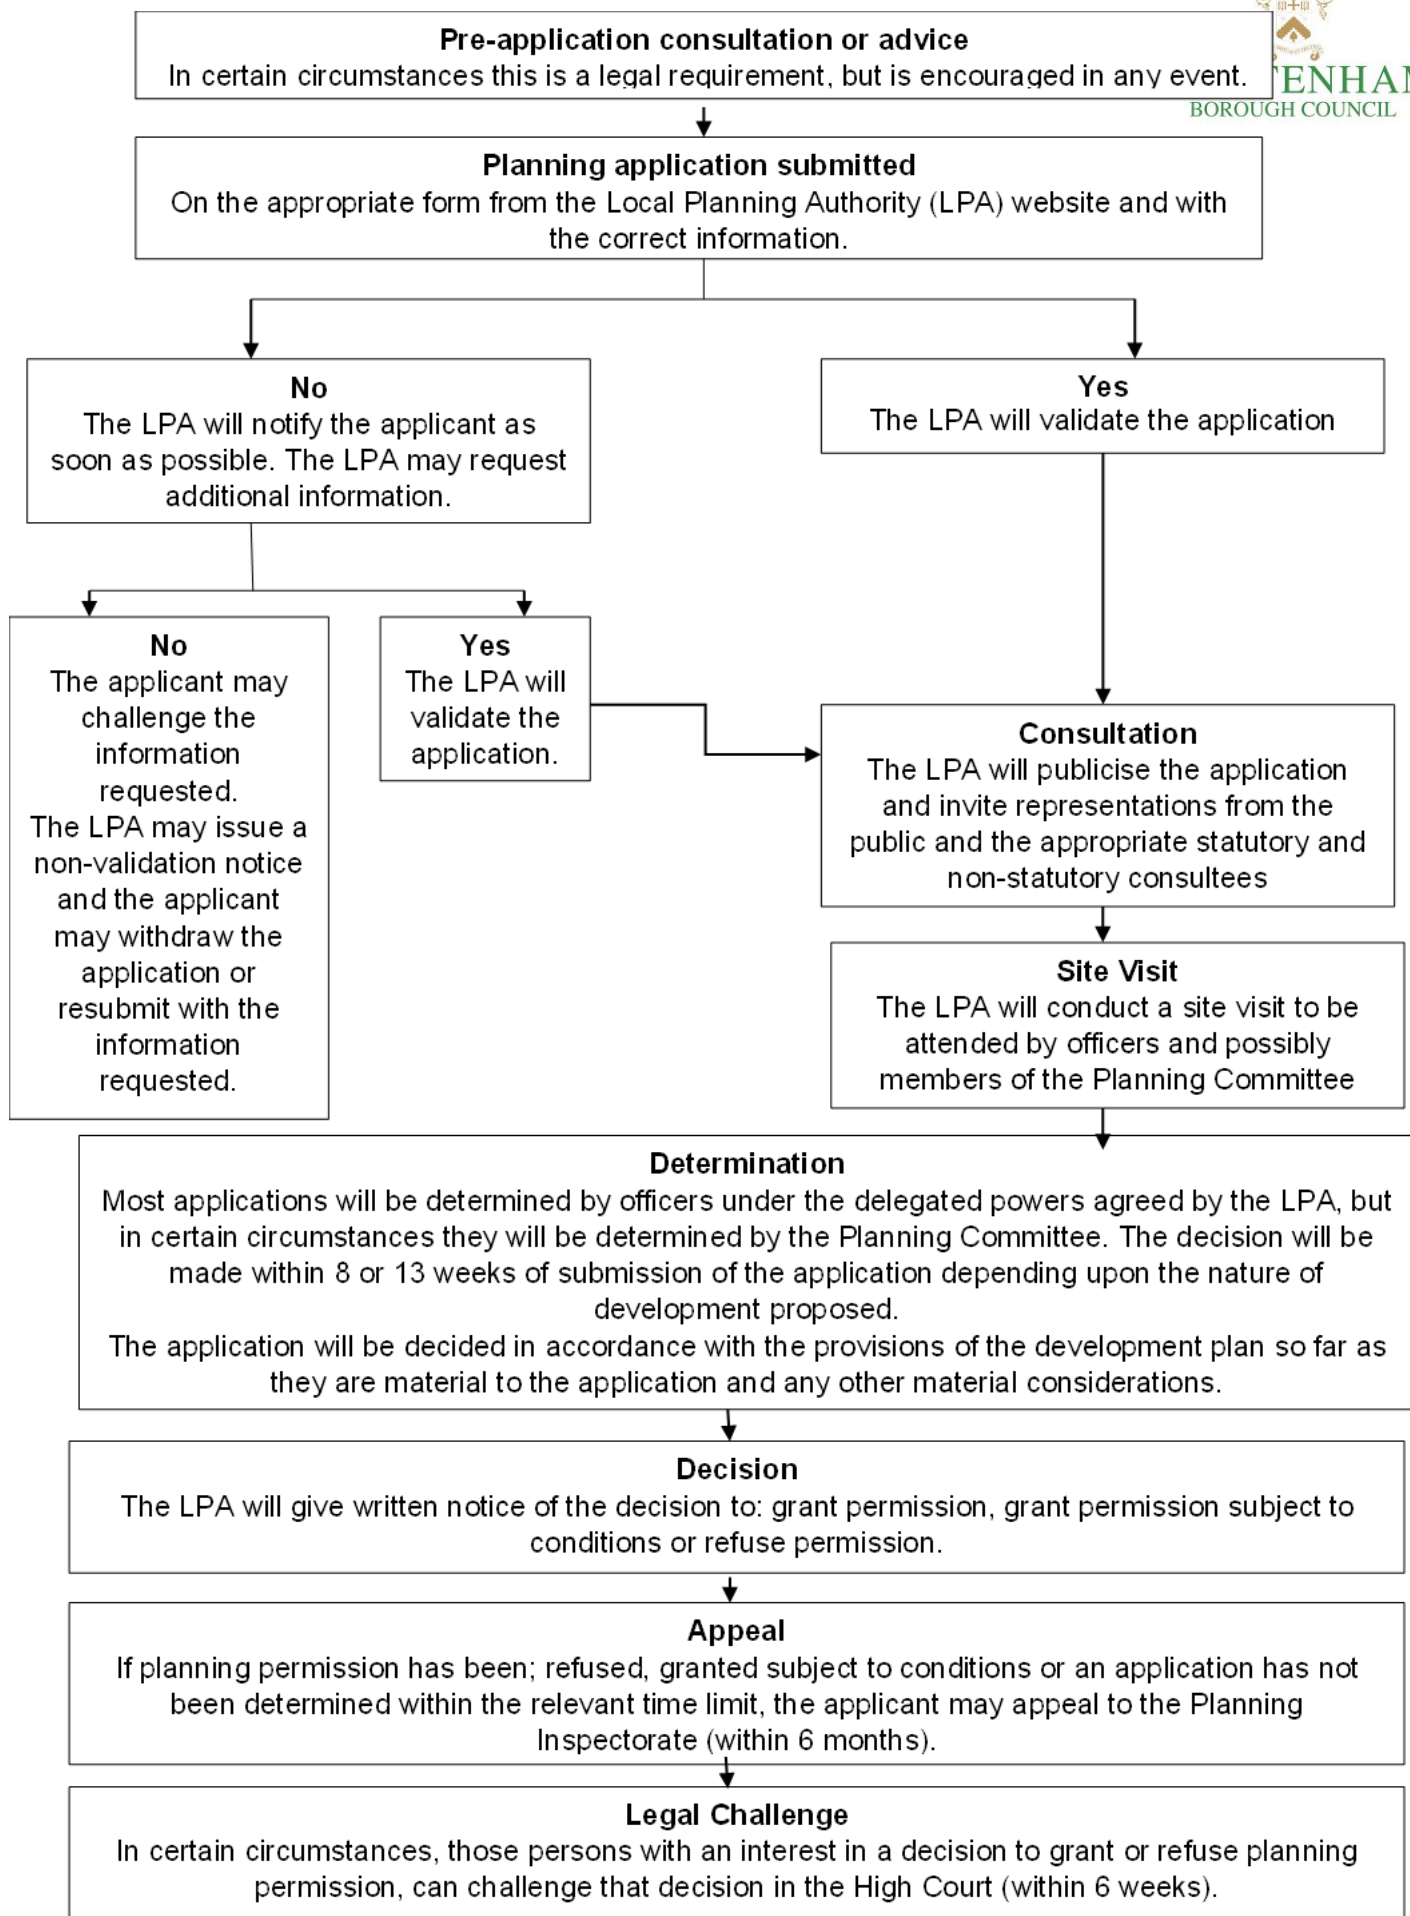 Pre-application consultation or advice
In certain circumstances this is a legal requirement, but is encouraged in any event.
TENHAM
BOROUGH COUNCIL
Planning application submitted
On the appropriate form from the Local Planning Authority (LPA) website and with
the correct information.
No
The LPA will notify the applicant as
soon as possible. The LPA may request
additional information.
Yes
The LPA will validate the application
No
The applicant may
challenge the
information
requested.
The LPA may issue a
non-validation notice
and the applicant
may withdraw the
application or
resubmit with the
information
requested.
Yes
The LPA will
validate the
application.
Consultation
The LPA will publicise the application
and invite representations from the
public and the appropriate statutory and
non-statutory consultees
Site Visit
The LPA will conduct a site visit to be
attended by officers and possibly
members of the Planning Committee
Determination
Most applications will be determined by officers under the delegated powers agreed by the LPA, but
in certain circumstances they will be determined by the Planning Committee. The decision will be
made within 8 or 13 weeks of submission of the application depending upon the nature of
development proposed.
The application will be decided in accordance with the provisions of the development plan so far as
they are material to the application and any other material considerations.
Decision
The LPA will give written notice of the decision to: grant permission, grant permission subject to
conditions or refuse permission.
Appeal
If planning permission has been; refused, granted subject to conditions or an application has not
been determined within the relevant time limit, the applicant may appeal to the Planning
Inspectorate (within 6 months).
Legal Challenge
In certain circumstances, those persons with an interest in a decision to grant or refuse planning
permission, can challenge that decision in the High Court (within 6 weeks).